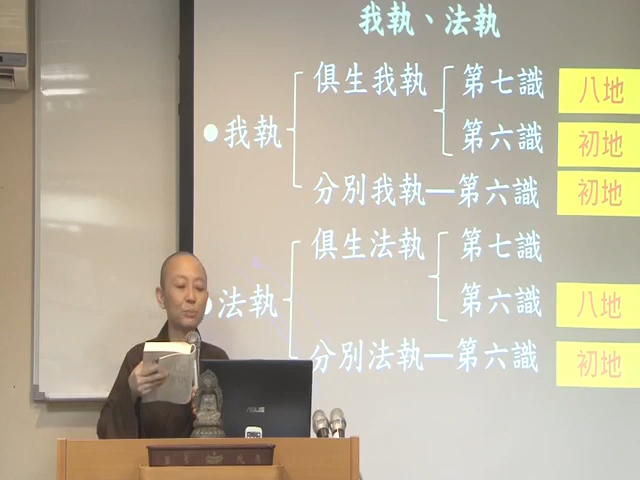 我執、法執
俱生我執 第七識 八地
●我執 第六識 初地
分別我執—第六識 初地
俱生法執 第七識
●法執 第六識 八地
分別法執—第六識 初地
ASUS